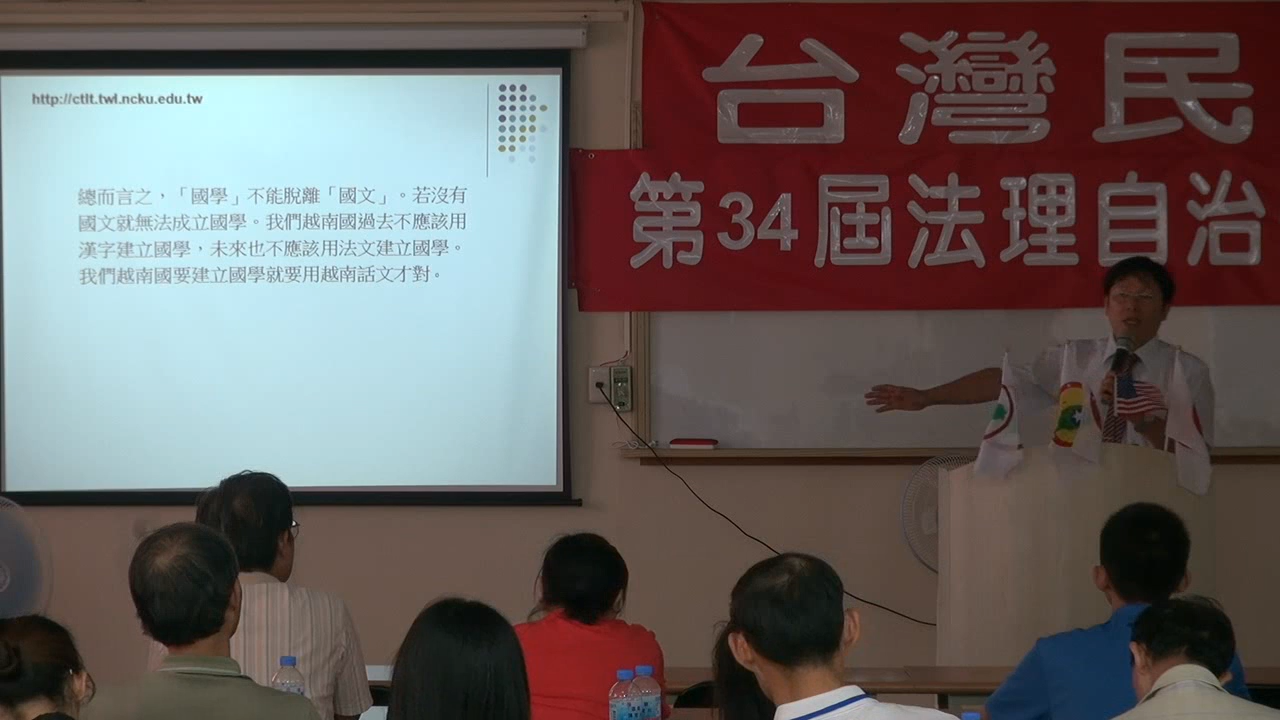 http://ctlt.twl.ncku.edu.tw
總而言之，「國學」不能脫離「國文」。若沒有
國文就無法成立國學。我們越南國過去不應該用
漢字建立國學，未來也不應該用法文建立國學。
我們越南國要建立國學就要用越南話文才對。
台灣民
第34屆法理自治